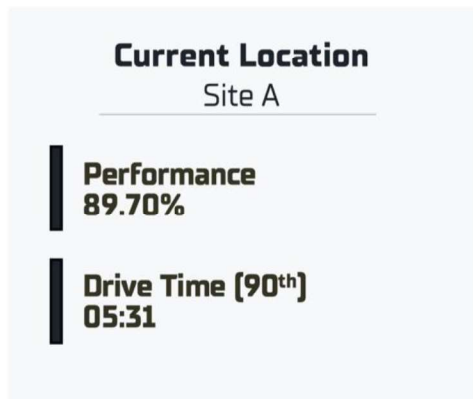 Current Location
Site A
Performance
89.70%
Drive Time (90th)
05:31